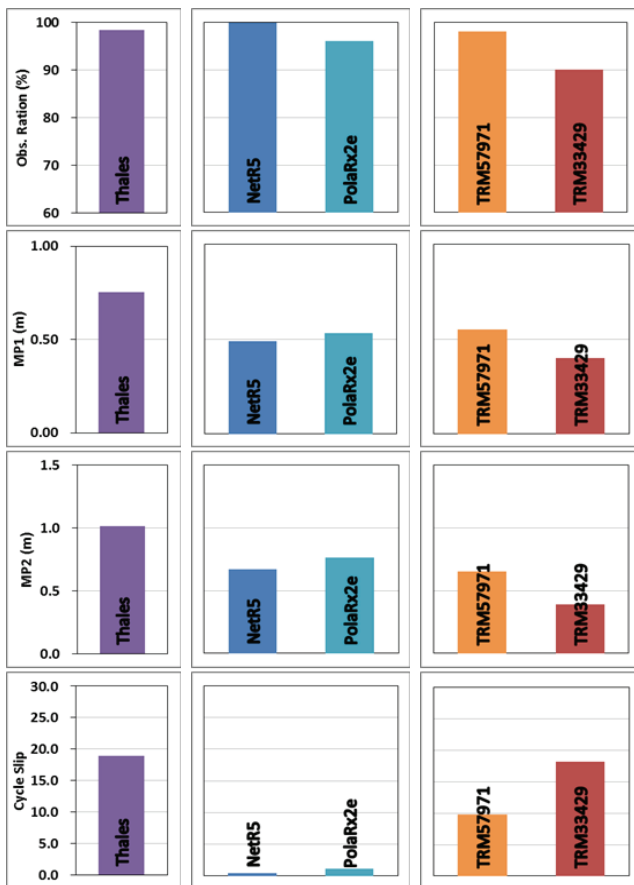 Obs. Ration (%)
100
90
80
70
60
Thales
NetR5
PolaRx2e
TRM57971
TRM33429
MP1 (m)
1.00
0.50
0.00
Thales
NetR5
PolaRx2e
TRM57971
TRM33429
MP2 (m)
1.5
1.0
0.5
0.0
Thales
NetR5
PolaRx2e
TRM57971
TRM33429
Cycle Slip
30.0
25.0
20.0
15.0
10.0
5.0
0.0
Thales
NetR5
PolaRx2e
TRM57971
TRM33429